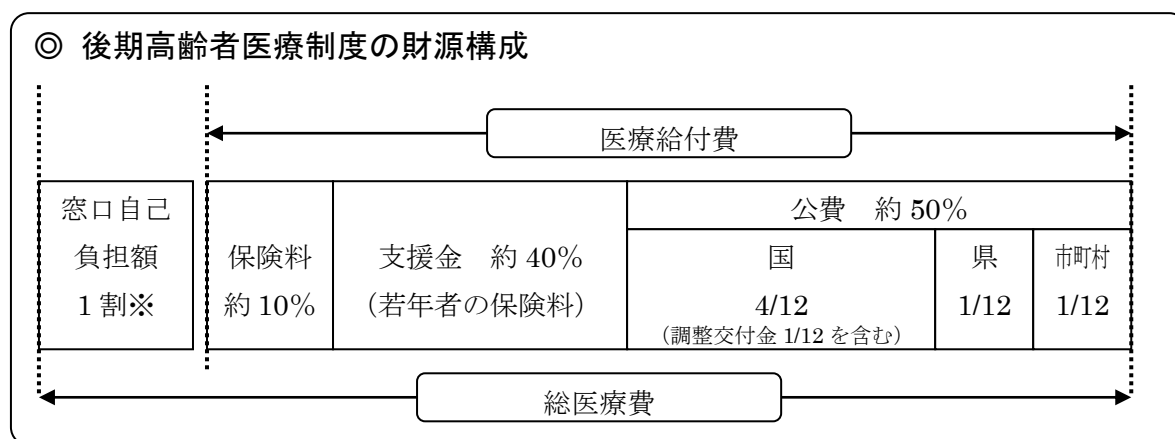 ◎ 後期高齢者医療制度の財源構成
医療給付費
窓口自己
負担額
1割※
保険料
約10%
支援金 約40%
(若年者の保険料)
公費 約50%
国
4/12
(調整交付金1/12を含む)
県
1/12
市町村
1/12
総医療費